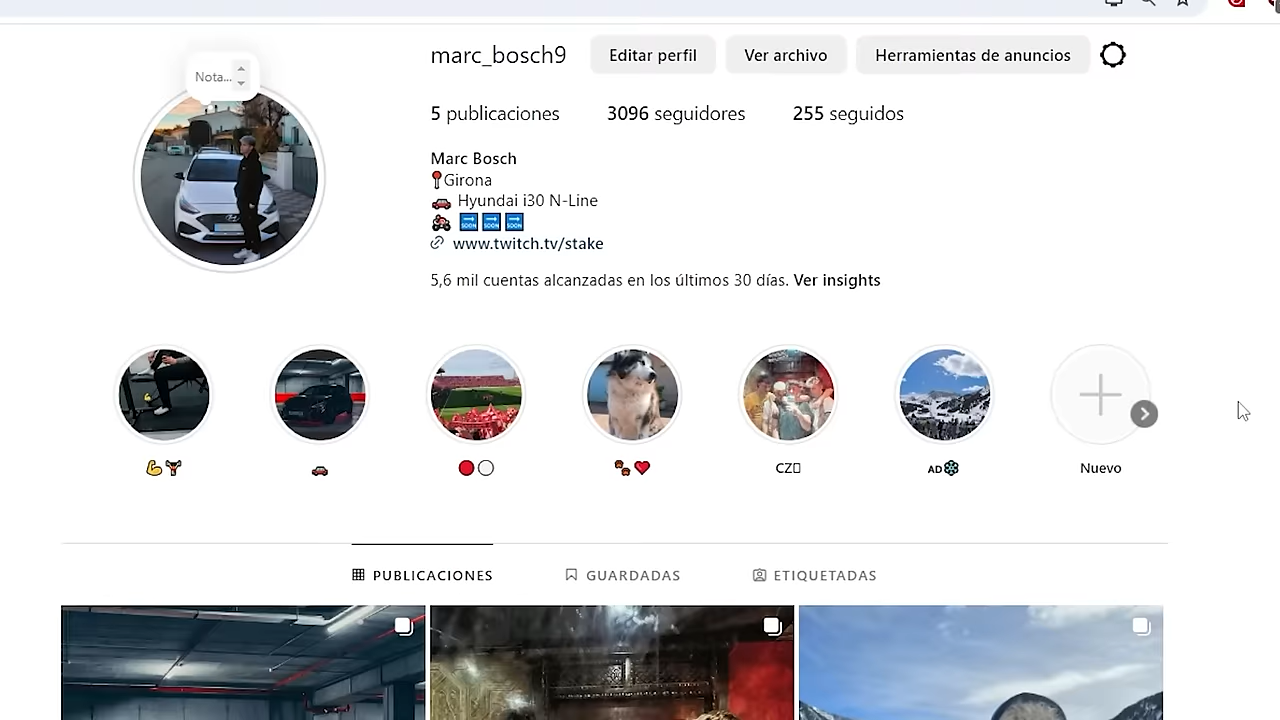 marc_bosch9 Editar perfil Ver archivo Herramientas de anuncios
Nota...
5 publicaciones 3096 seguidores 255 seguidos
Marc Bosch
📍Girona
🚗 Hyundai i30 N-Line
🏍 🔜🔜🔜
www.twitch.tv/stake
5,6 mil cuentas alcanzadas en los últimos 30 días. Ver insights
💪🏋 🚗 🔴⚪ 🐾❤ CZ AD❄ Nuevo
PUBLICACIONES GUARDADAS ETIQUETADAS